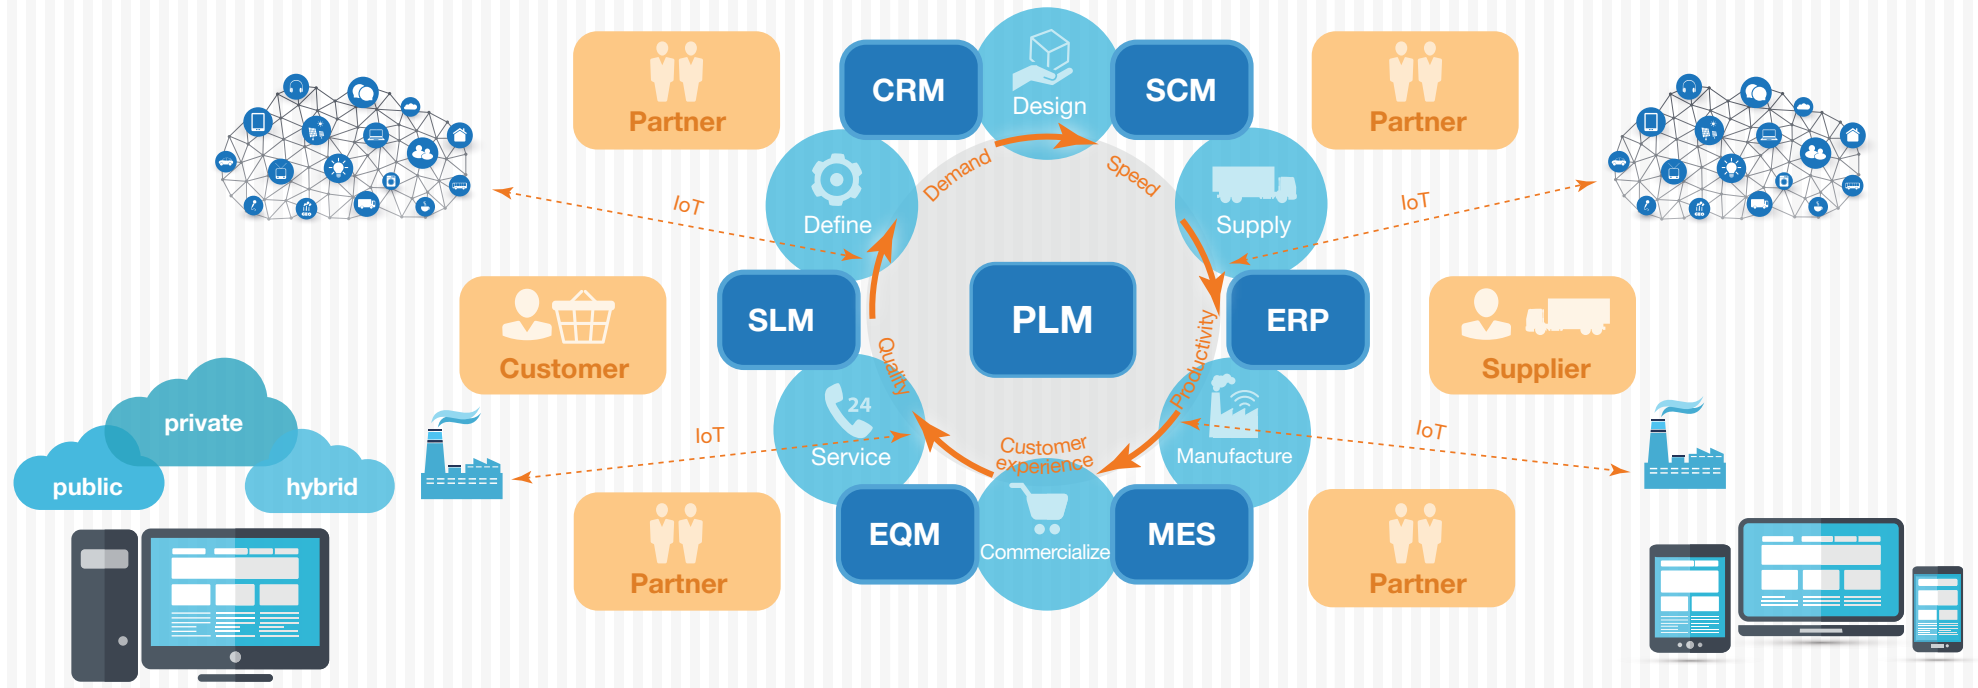 Partner
CRM
Design
SCM
Partner
Demand
Speed
Define
Supply
IoT
IoT
SLM
PLM
ERP
Customer
Supplier
Quality
Productivity
private
public
hybrid
IoT
IoT
24
Service
Customer
experience
Manufacture
EQM
Commercialize
MES
Partner
Partner